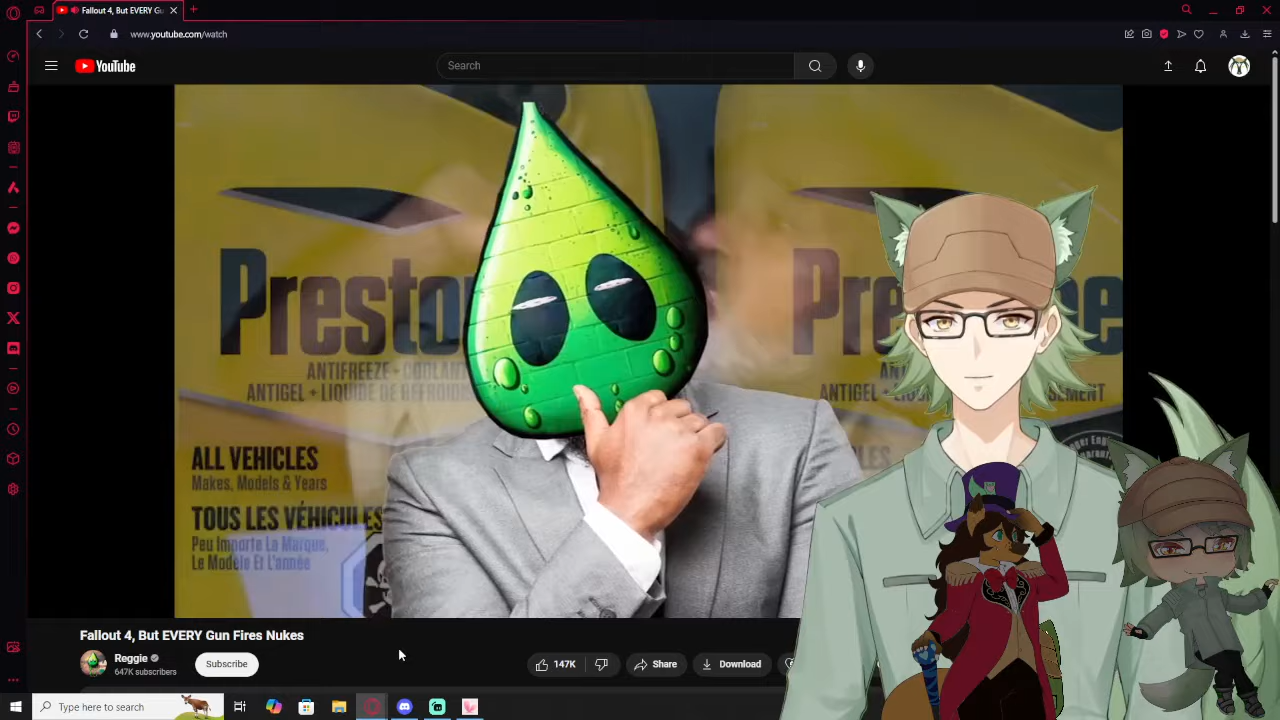 Fallout 4, But EVERY Gun Fires Nukes
www.youtube.com/watch
YouTube
Search
Presto
Pre
ne
ANTIFREEZE - COOLANT
ANTIGEL + LIQUIDE DE REFROIDI
ALL VEHICLES
Makes, Models & Years
TOUS LES VÉHICULES
Peu Importe La Marque,
Le Modèle Et L'année
Fallout 4, But EVERY Gun Fires Nukes
Reggie
647K subscribers
Subscribe
147K
Share
Download
Type here to search